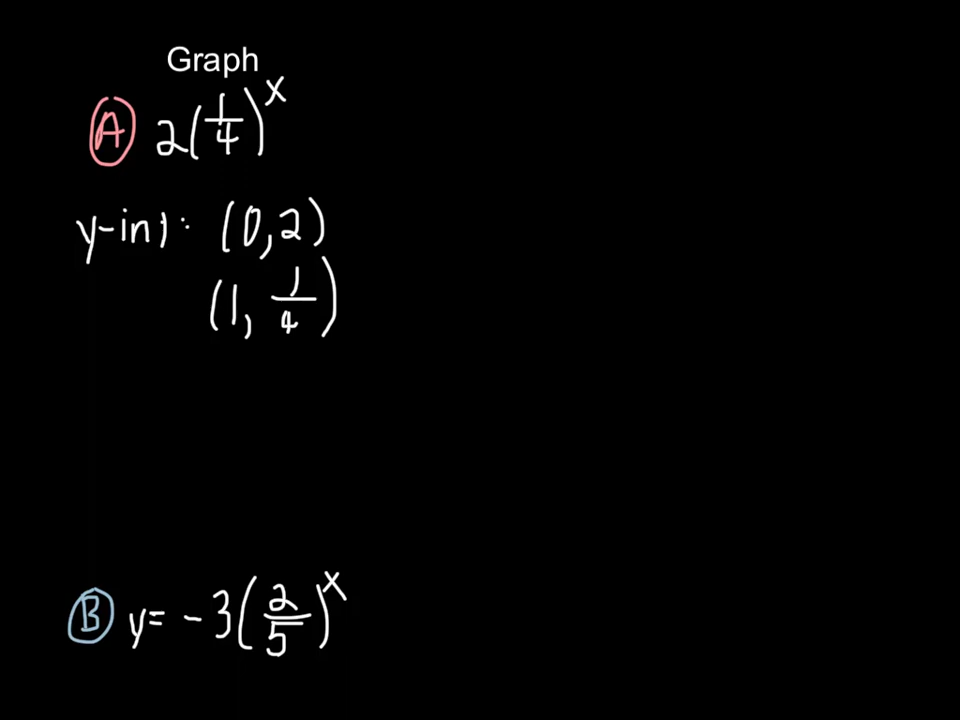 Graph
A 2(1/4)^x
y-int: (0,2)
(1, 1/4)
B y= -3(2/5)^x